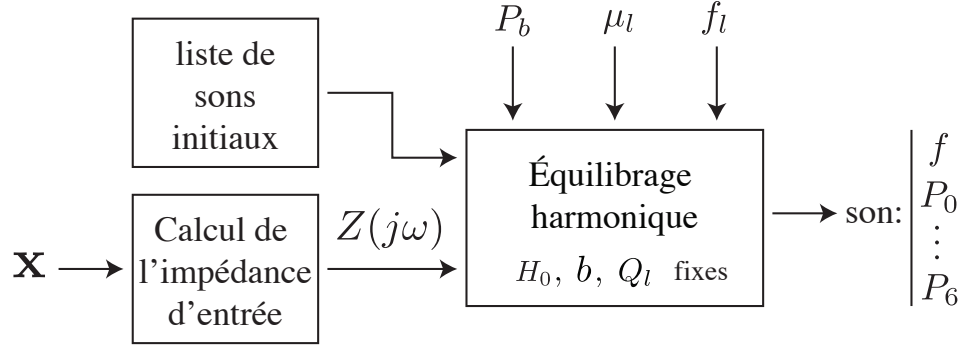 P_b μ_l f_l
liste de
sons
initiaux
Équilibrage
harmonique
H_0, b, Q_l fixes
x
Calcul de
l'impédance
d'entrée
Z(jω)
son:
f
P_0
⋮
P_6